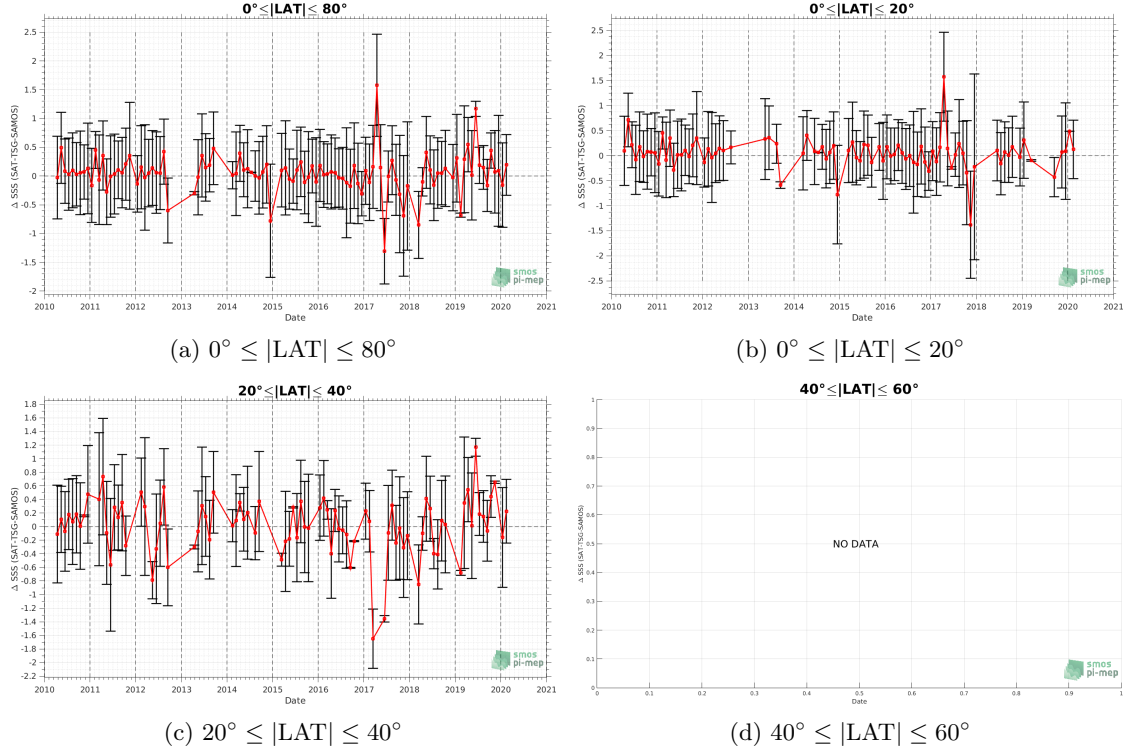 0°≤|LAT|≤ 80°
Δ SSS (SAT-TSG-SAMOS)
2.5
2
1.5
1
0.5
0
-0.5
-1
-1.5
-2
2010 2011 2012 2013 2014 2015 2016 2017 2018 2019 2020 2021
Date
smos
pi-mep
(a) 0° ≤ |LAT| ≤ 80°
0°≤|LAT|≤ 20°
Δ SSS (SAT-TSG-SAMOS)
2.5
2
1.5
1
0.5
0
-0.5
-1
-1.5
-2
-2.5
2010 2011 2012 2013 2014 2015 2016 2017 2018 2019 2020 2021
Date
smos
pi-mep
(b) 0° ≤ |LAT| ≤ 20°
20°≤|LAT|≤ 40°
Δ SSS (SAT-TSG-SAMOS)
1.8
1.6
1.4
1.2
1
0.8
0.6
0.4
0.2
0
-0.2
-0.4
-0.6
-0.8
-1
-1.2
-1.4
-1.6
-1.8
-2
-2.2
2010 2011 2012 2013 2014 2015 2016 2017 2018 2019 2020 2021
Date
smos
pi-mep
(c) 20° ≤ |LAT| ≤ 40°
40°≤|LAT|≤ 60°
Δ SSS (SAT-TSG-SAMOS)
1
0.9
0.8
0.7
0.6
0.5
0.4
0.3
0.2
0.1
0
NO DATA
0 0.1 0.2 0.3 0.4 0.5 0.6 0.7 0.8 0.9 1
Date
smos
pi-mep
(d) 40° ≤ |LAT| ≤ 60°